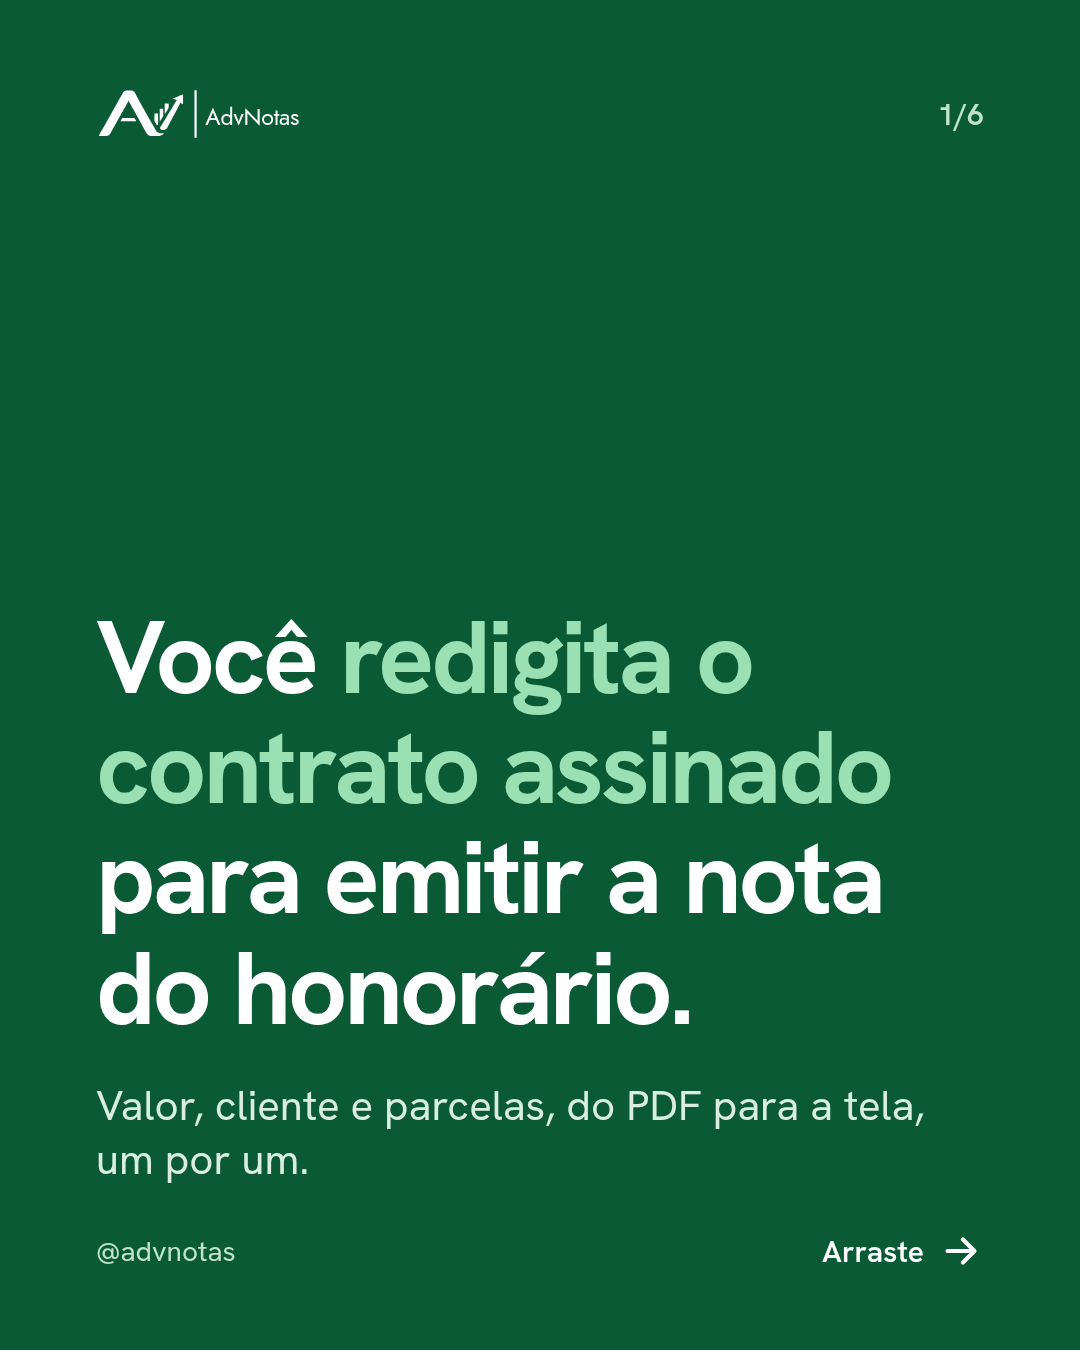 AdvNotas
1/6
Você redigita o
contrato assinado
para emitir a nota
do honorário.
Valor, cliente e parcelas, do PDF para a tela,
um por um.
@advnotas
Arraste